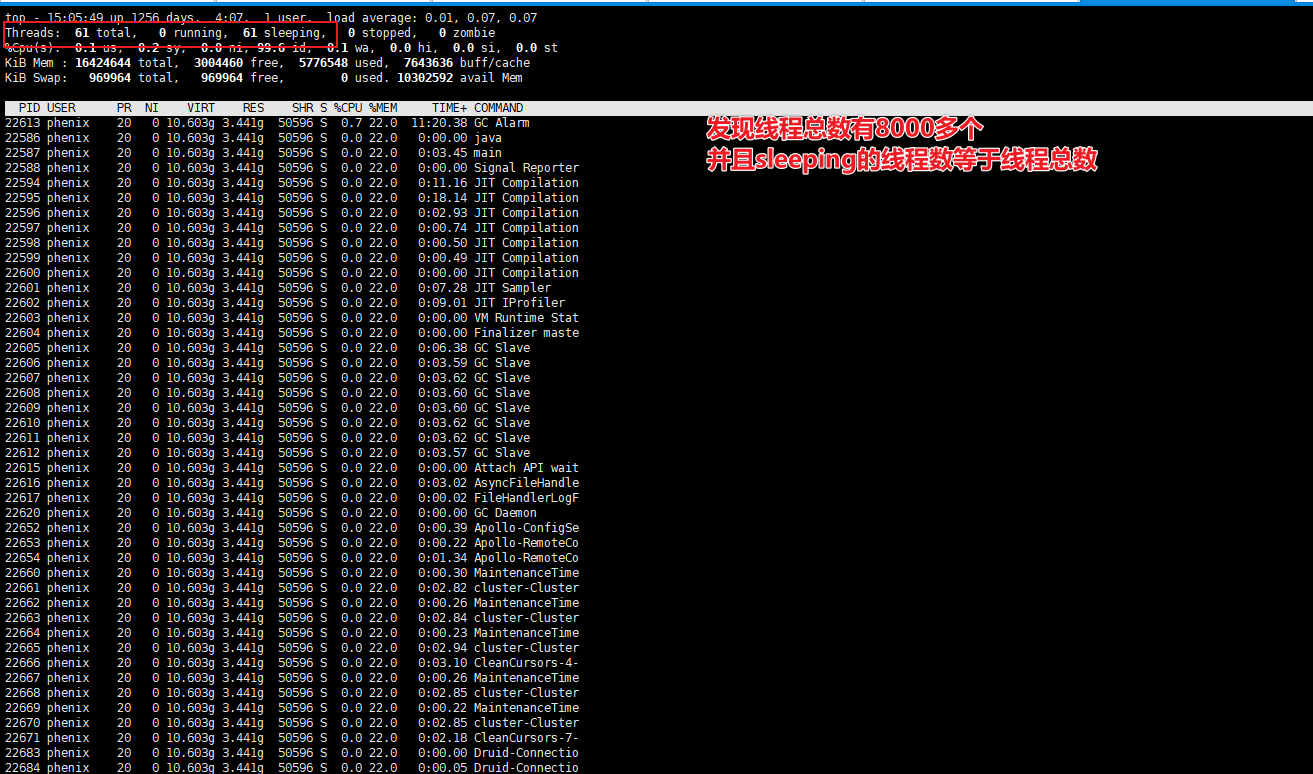 top - 15:05:49 up 1256 days,  4:07,  1 user,  load average: 0.01, 0.07, 0.07
Threads:  61 total,   0 running,  61 sleeping,   0 stopped,   0 zombie
%Cpu(s):  0.1 us,  0.2 sy,  0.0 ni, 99.6 id,  0.1 wa,  0.0 hi,  0.0 si,  0.0 st
KiB Mem : 16424644 total,  3004460 free,  5776548 used,  7643636 buff/cache
KiB Swap:   969964 total,   969964 free,        0 used. 10302592 avail Mem
PID USER      PR  NI    VIRT    RES    SHR S %CPU %MEM     TIME+ COMMAND
22613 phenix    20   0 10.603g 3.441g  50596 S  0.7 22.0  11:20.38 GC Alarm
发现线程总数有8000多个
22586 phenix    20   0 10.603g 3.441g  50596 S  0.0 22.0   0:00.00 java
22587 phenix    20   0 10.603g 3.441g  50596 S  0.0 22.0   0:03.45 main
并且sleeping的线程数等于线程总数
22588 phenix    20   0 10.603g 3.441g  50596 S  0.0 22.0   0:00.00 Signal Reporter
22594 phenix    20   0 10.603g 3.441g  50596 S  0.0 22.0   0:11.16 JIT Compilation
22595 phenix    20   0 10.603g 3.441g  50596 S  0.0 22.0   0:18.14 JIT Compilation
22596 phenix    20   0 10.603g 3.441g  50596 S  0.0 22.0   0:02.93 JIT Compilation
22597 phenix    20   0 10.603g 3.441g  50596 S  0.0 22.0   0:00.74 JIT Compilation
22598 phenix    20   0 10.603g 3.441g  50596 S  0.0 22.0   0:00.50 JIT Compilation
22599 phenix    20   0 10.603g 3.441g  50596 S  0.0 22.0   0:00.49 JIT Compilation
22600 phenix    20   0 10.603g 3.441g  50596 S  0.0 22.0   0:00.00 JIT Compilation
22601 phenix    20   0 10.603g 3.441g  50596 S  0.0 22.0   0:07.28 JIT Sampler
22602 phenix    20   0 10.603g 3.441g  50596 S  0.0 22.0   0:09.01 JIT IProfiler
22603 phenix    20   0 10.603g 3.441g  50596 S  0.0 22.0   0:00.00 VM Runtime Stat
22604 phenix    20   0 10.603g 3.441g  50596 S  0.0 22.0   0:00.00 Finalizer maste
22605 phenix    20   0 10.603g 3.441g  50596 S  0.0 22.0   0:06.38 GC Slave
22606 phenix    20   0 10.603g 3.441g  50596 S  0.0 22.0   0:03.59 GC Slave
22607 phenix    20   0 10.603g 3.441g  50596 S  0.0 22.0   0:03.62 GC Slave
22608 phenix    20   0 10.603g 3.441g  50596 S  0.0 22.0   0:03.60 GC Slave
22609 phenix    20   0 10.603g 3.441g  50596 S  0.0 22.0   0:03.60 GC Slave
22610 phenix    20   0 10.603g 3.441g  50596 S  0.0 22.0   0:03.62 GC Slave
22611 phenix    20   0 10.603g 3.441g  50596 S  0.0 22.0   0:03.62 GC Slave
22612 phenix    20   0 10.603g 3.441g  50596 S  0.0 22.0   0:03.57 GC Slave
22615 phenix    20   0 10.603g 3.441g  50596 S  0.0 22.0   0:00.00 Attach API wait
22616 phenix    20   0 10.603g 3.441g  50596 S  0.0 22.0   0:03.02 AsyncFileHandle
22617 phenix    20   0 10.603g 3.441g  50596 S  0.0 22.0   0:00.02 FileHandlerLogF
22620 phenix    20   0 10.603g 3.441g  50596 S  0.0 22.0   0:00.00 GC Daemon
22652 phenix    20   0 10.603g 3.441g  50596 S  0.0 22.0   0:00.39 Apollo-ConfigSe
22653 phenix    20   0 10.603g 3.441g  50596 S  0.0 22.0   0:00.22 Apollo-RemoteCo
22654 phenix    20   0 10.603g 3.441g  50596 S  0.0 22.0   0:01.34 Apollo-RemoteCo
22660 phenix    20   0 10.603g 3.441g  50596 S  0.0 22.0   0:00.30 MaintenanceTime
22661 phenix    20   0 10.603g 3.441g  50596 S  0.0 22.0   0:02.82 cluster-Cluster
22662 phenix    20   0 10.603g 3.441g  50596 S  0.0 22.0   0:00.26 MaintenanceTime
22663 phenix    20   0 10.603g 3.441g  50596 S  0.0 22.0   0:02.84 cluster-Cluster
22664 phenix    20   0 10.603g 3.441g  50596 S  0.0 22.0   0:00.23 MaintenanceTime
22665 phenix    20   0 10.603g 3.441g  50596 S  0.0 22.0   0:02.94 cluster-Cluster
22666 phenix    20   0 10.603g 3.441g  50596 S  0.0 22.0   0:03.10 CleanCursors-4-
22667 phenix    20   0 10.603g 3.441g  50596 S  0.0 22.0   0:00.26 MaintenanceTime
22668 phenix    20   0 10.603g 3.441g  50596 S  0.0 22.0   0:02.85 cluster-Cluster
22669 phenix    20   0 10.603g 3.441g  50596 S  0.0 22.0   0:00.22 MaintenanceTime
22670 phenix    20   0 10.603g 3.441g  50596 S  0.0 22.0   0:02.85 cluster-Cluster
22671 phenix    20   0 10.603g 3.441g  50596 S  0.0 22.0   0:02.18 CleanCursors-7-
22683 phenix    20   0 10.603g 3.441g  50596 S  0.0 22.0   0:00.00 Druid-Connectio
22684 phenix    20   0 10.603g 3.441g  50596 S  0.0 22.0   0:00.05 Druid-Connectio